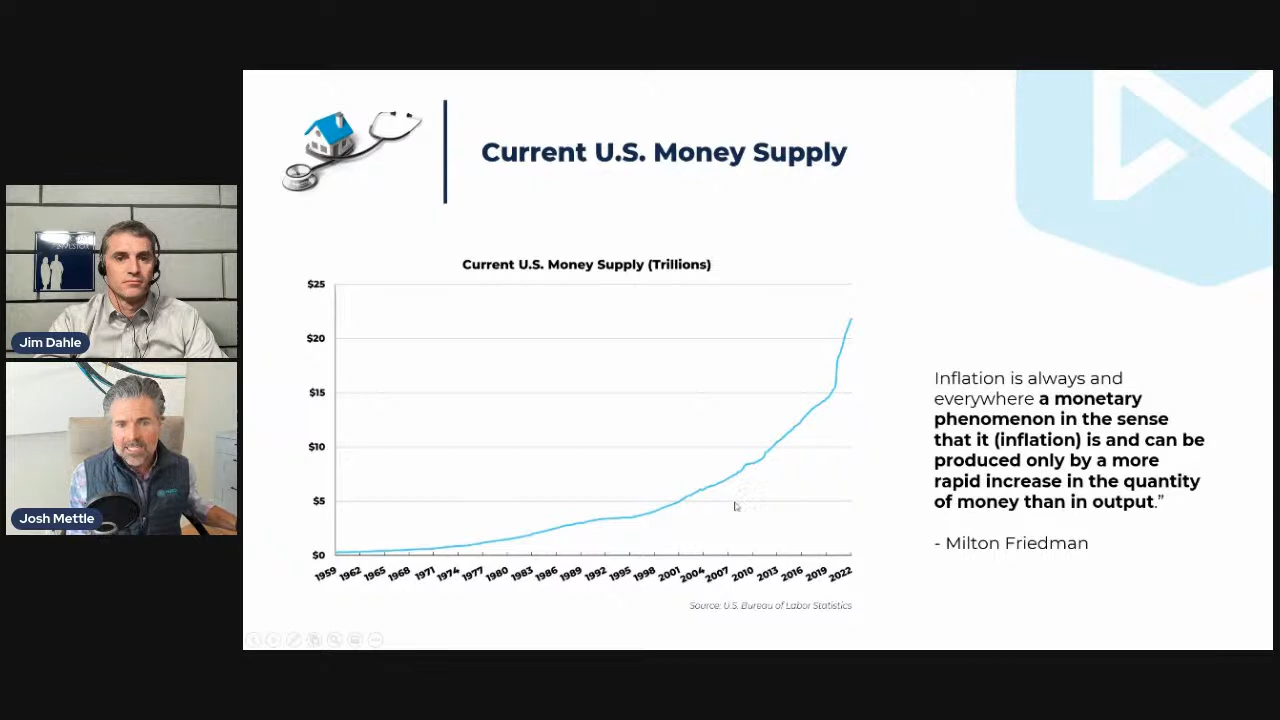 Current U.S. Money Supply
INVESTOR
Jim Dahle
Josh Mettle
Current U.S. Money Supply (Trillions)
$25
$20
$15
$10
$5
$0
1959 1962 1965 1968 1971 1974 1977 1980 1983 1986 1989 1992 1995 1998 2001 2004 2007 2010 2013 2016 2019 2022
Source: U.S. Bureau of Labor Statistics
Inflation is always and
everywhere a monetary
phenomenon in the sense
that it (inflation) is and can be
produced only by a more
rapid increase in the quantity
of money than in output.”
- Milton Friedman